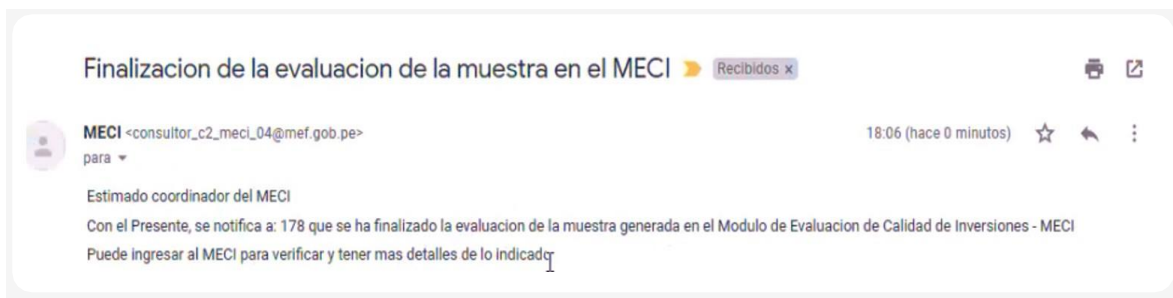 Finalizacion de la evaluacion de la muestra en el MECI Recibidos x
MECI <consultor_c2_meci_04@mef.gob.pe> 18:06 (hace 0 minutos)
para
Estimado coordinador del MECI
Con el Presente, se notifica a: 178 que se ha finalizado la evaluacion de la muestra generada en el Modulo de Evaluacion de Calidad de Inversiones - MECI
Puede ingresar al MECI para verificar y tener mas detalles de lo indicado